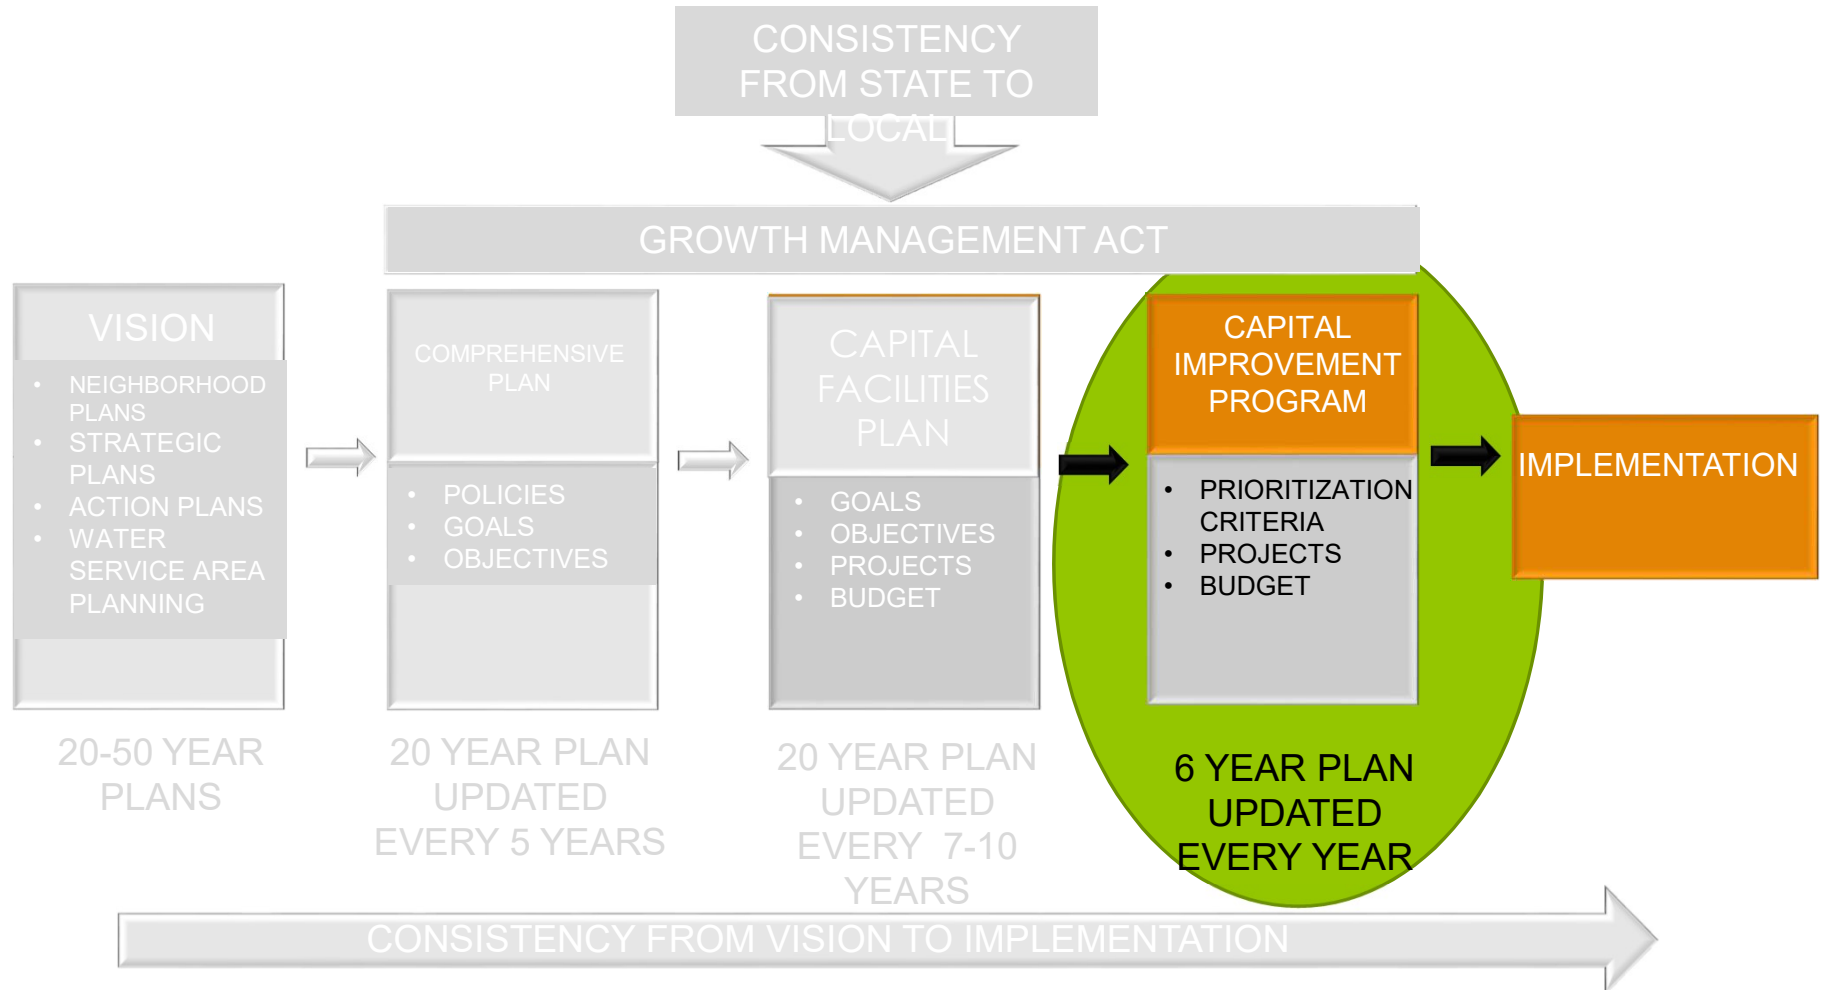 CONSISTENCY
FROM STATE TO
LOCAL
GROWTH MANAGEMENT ACT
VISION
• NEIGHBORHOOD
PLANS
• STRATEGIC
PLANS
• ACTION PLANS
• WATER
SERVICE AREA
PLANNING
20-50 YEAR
PLANS
COMPREHENSIVE
PLAN
• POLICIES
• GOALS
• OBJECTIVES
20 YEAR PLAN
UPDATED
EVERY 5 YEARS
CAPITAL
FACILITIES
PLAN
• GOALS
• OBJECTIVES
• PROJECTS
• BUDGET
20 YEAR PLAN
UPDATED
EVERY 7-10
YEARS
CAPITAL
IMPROVEMENT
PROGRAM
• PRIORITIZATION
CRITERIA
• PROJECTS
• BUDGET
6 YEAR PLAN
UPDATED
EVERY YEAR
IMPLEMENTATION
CONSISTENCY FROM VISION TO IMPLEMENTATION